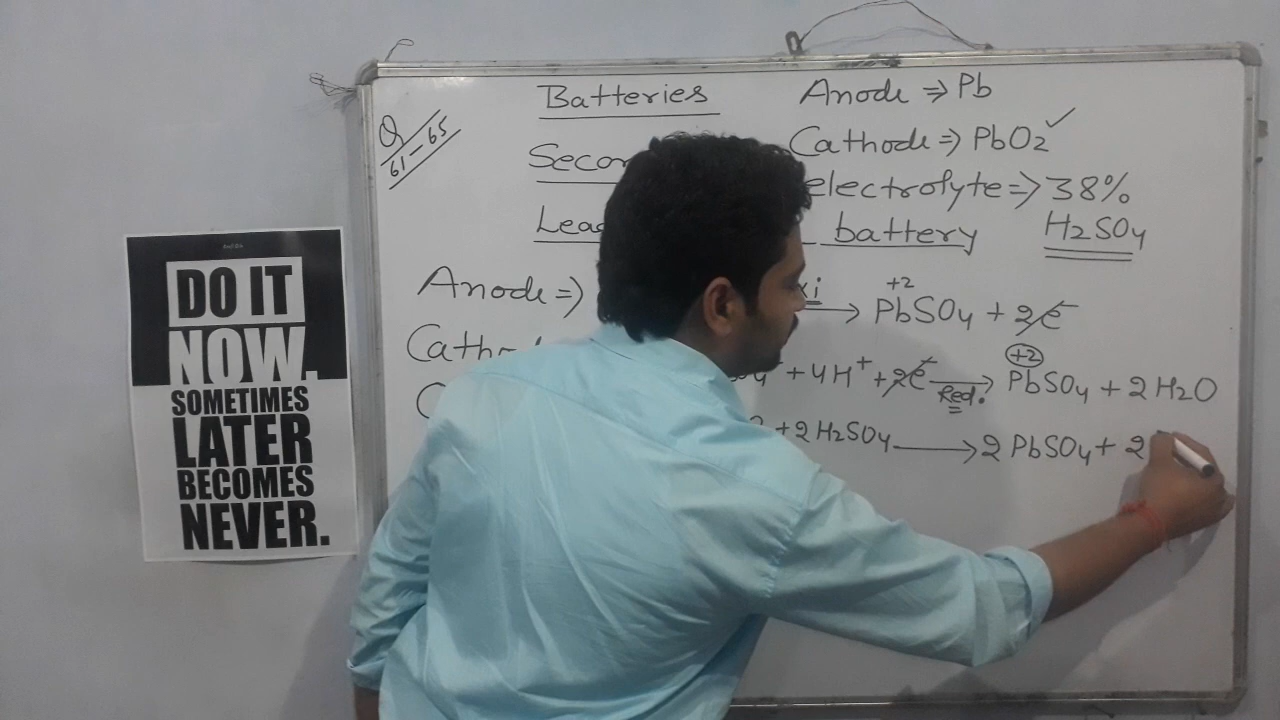 Batteries
Anode ⇒ Pb
Q
61-65
Cathode ⇒ PbO2 ✓
electrolyte ⇒ 38%
H2SO4
battery
Anode ⇒
+2
PbSO4 + 2e
+ 4H+ + 2e → PbSO4 + 2H2O
+2
Red.
+ 2H2SO4 → 2PbSO4 + 2
DO IT
NOW.
SOMETIMES
LATER
BECOMES
NEVER.